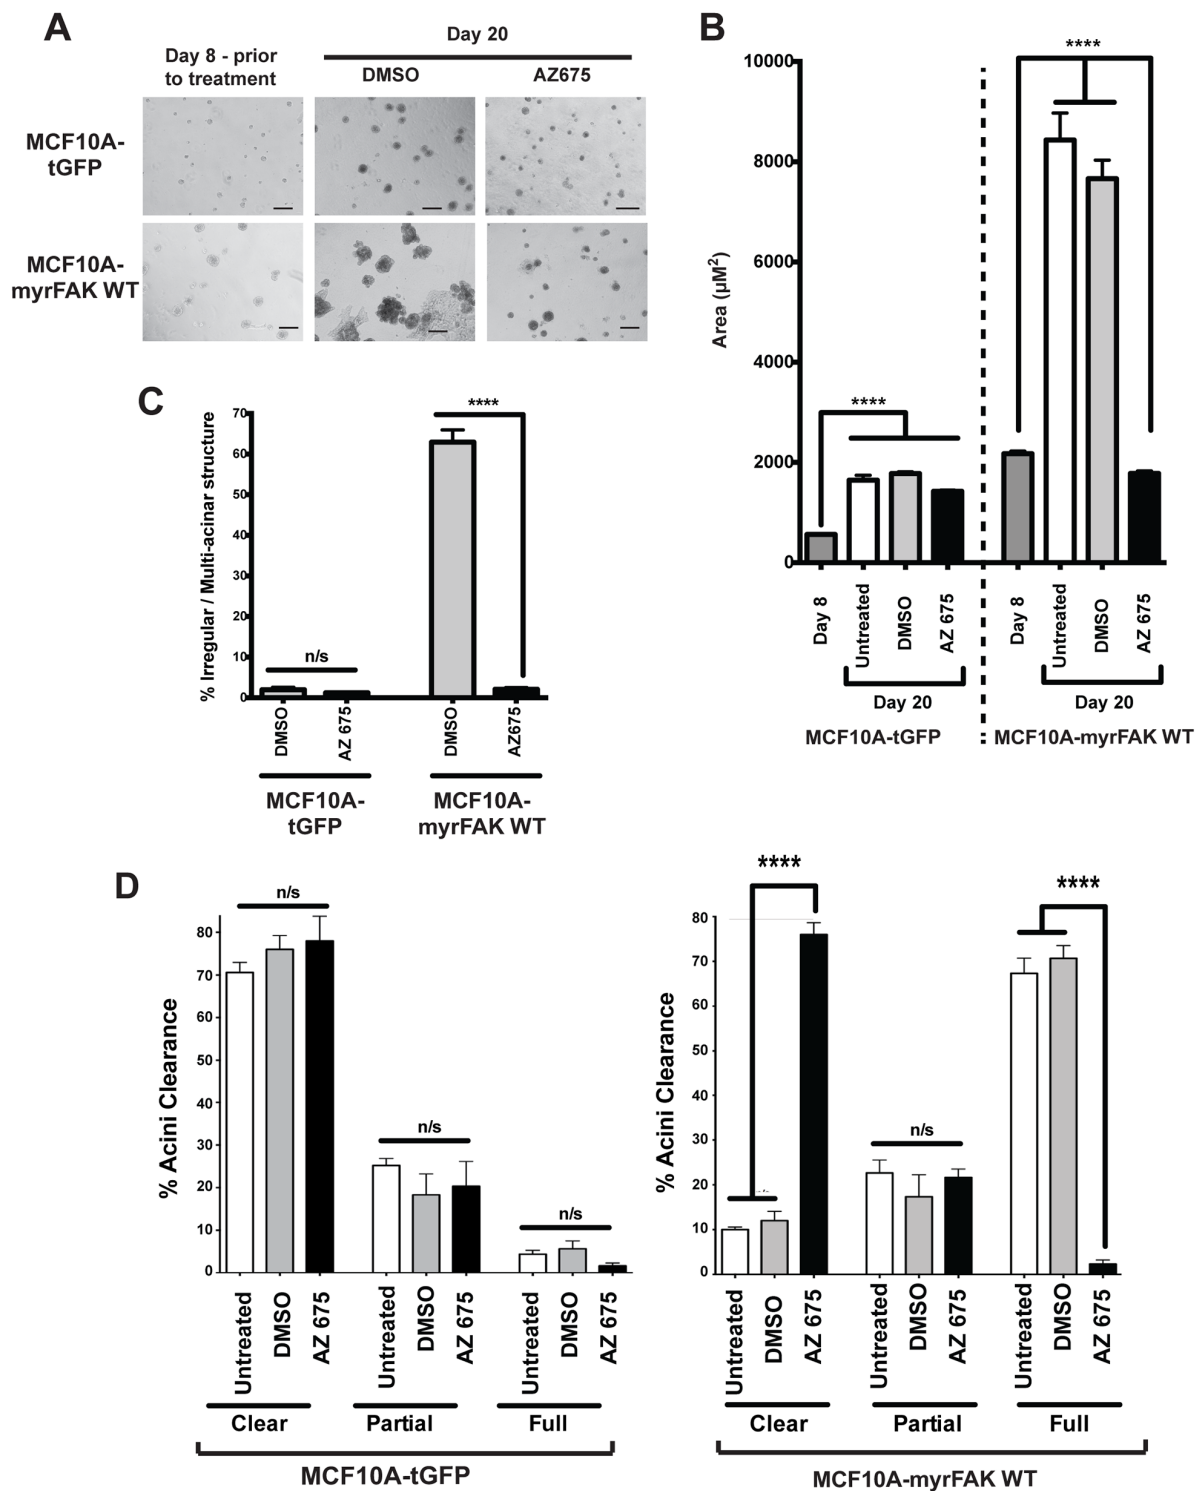 A
Day 8 - prior
to treatment
Day 20
DMSO
AZ675
MCF10A-
tGFP
MCF10A-
myrFAK WT
B
****
10000
8000
6000
4000
2000
0
Area (µM²)
****
Day 8
Untreated
DMSO
AZ 675
Day 8
Untreated
DMSO
AZ 675
Day 20
Day 20
MCF10A-tGFP
MCF10A-myrFAK WT
C
70
60
50
40
30
20
10
0
% Irregular / Multi-acinar structure
n/s
****
DMSO
AZ 675
DMSO
AZ675
MCF10A-
tGFP
MCF10A-
myrFAK WT
D
% Acini Clearance
80
70
60
50
40
30
20
10
0
n/s
n/s
n/s
Untreated
DMSO
AZ 675
Untreated
DMSO
AZ 675
Untreated
DMSO
AZ 675
Clear
Partial
Full
MCF10A-tGFP
% Acini Clearance
80
70
60
50
40
30
20
10
0
****
n/s
****
Untreated
DMSO
AZ 675
Untreated
DMSO
AZ 675
Untreated
DMSO
AZ 675
Clear
Partial
Full
MCF10A-myrFAK WT